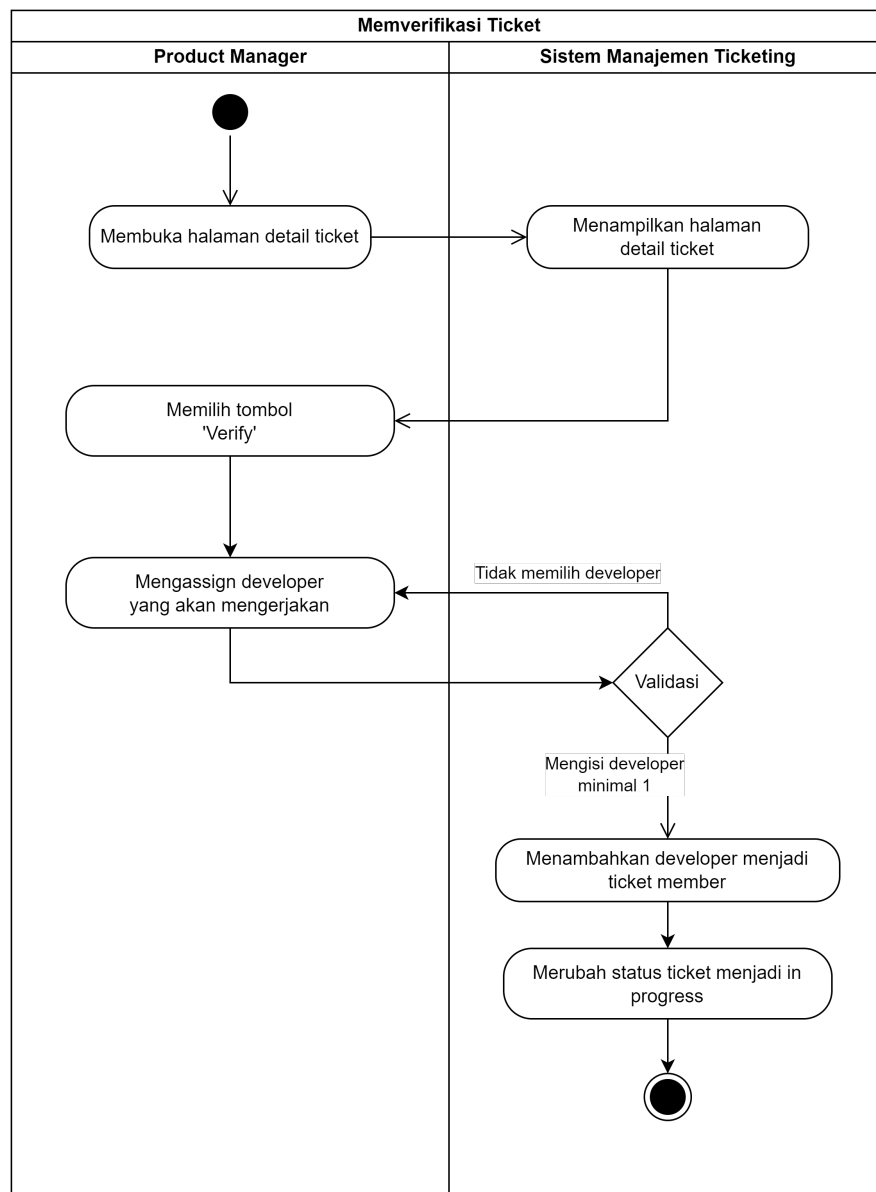 Memverifikasi Ticket
Product Manager
Sistem Manajemen Ticketing
Membuka halaman detail ticket
Menampilkan halaman
detail ticket
Memilih tombol
'Verify'
Mengassign developer
yang akan mengerjakan
Tidak memilih developer
Validasi
Mengisi developer
minimal 1
Menambahkan developer menjadi
ticket member
Merubah status ticket menjadi in
progress